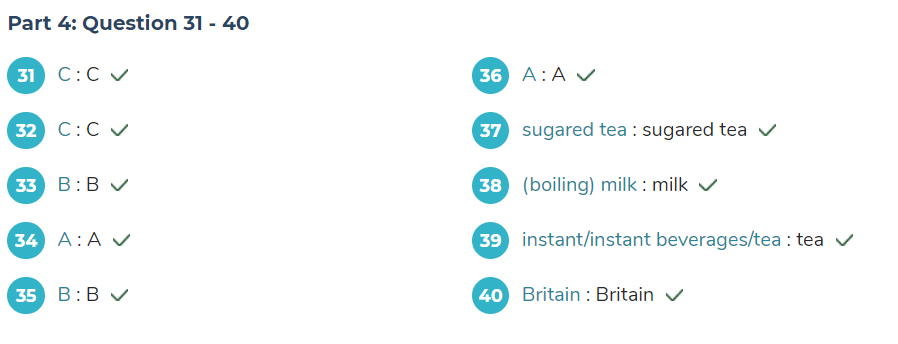 Part 4: Question 31 - 40
31 C : C
32 C : C
33 B : B
34 A : A
35 B : B
36 A : A
37 sugared tea : sugared tea
38 (boiling) milk : milk
39 instant/instant beverages/tea : tea
40 Britain : Britain